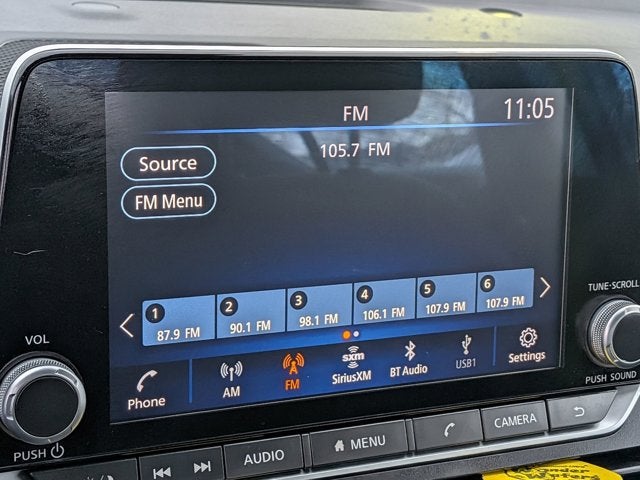 FM 11:05
105.7 FM
Source
FM Menu
1 2 3 4 5 6
87.9 FM 90.1 FM 98.1 FM 106.1 FM 107.9 FM 107.9 FM
Phone AM FM sxm SiriusXM BT Audio USB1 Settings
VOL
PUSH
TUNE·SCROLL
PUSH SOUND
AUDIO MENU CAMERA
Wonder
Waters